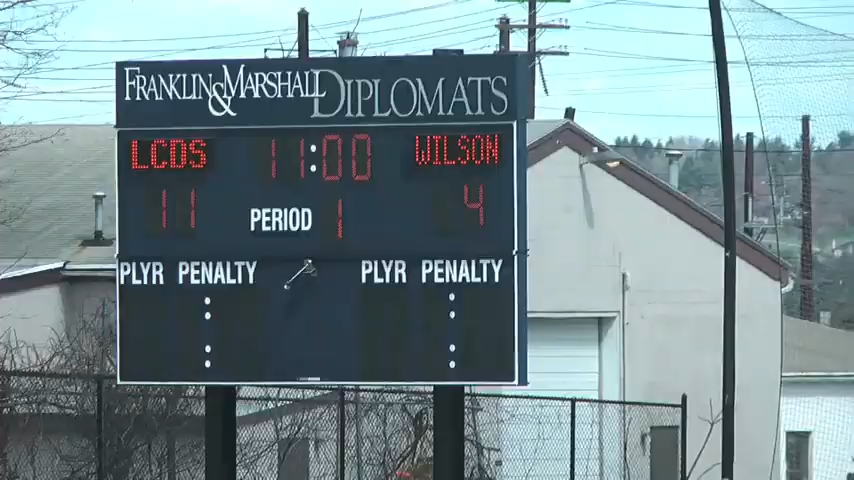 FRANKLIN & MARSHALL DIPLOMATS
LCDS 11:00 WILSON
11 PERIOD 1 4
PLYR PENALTY PLYR PENALTY
: :
: :